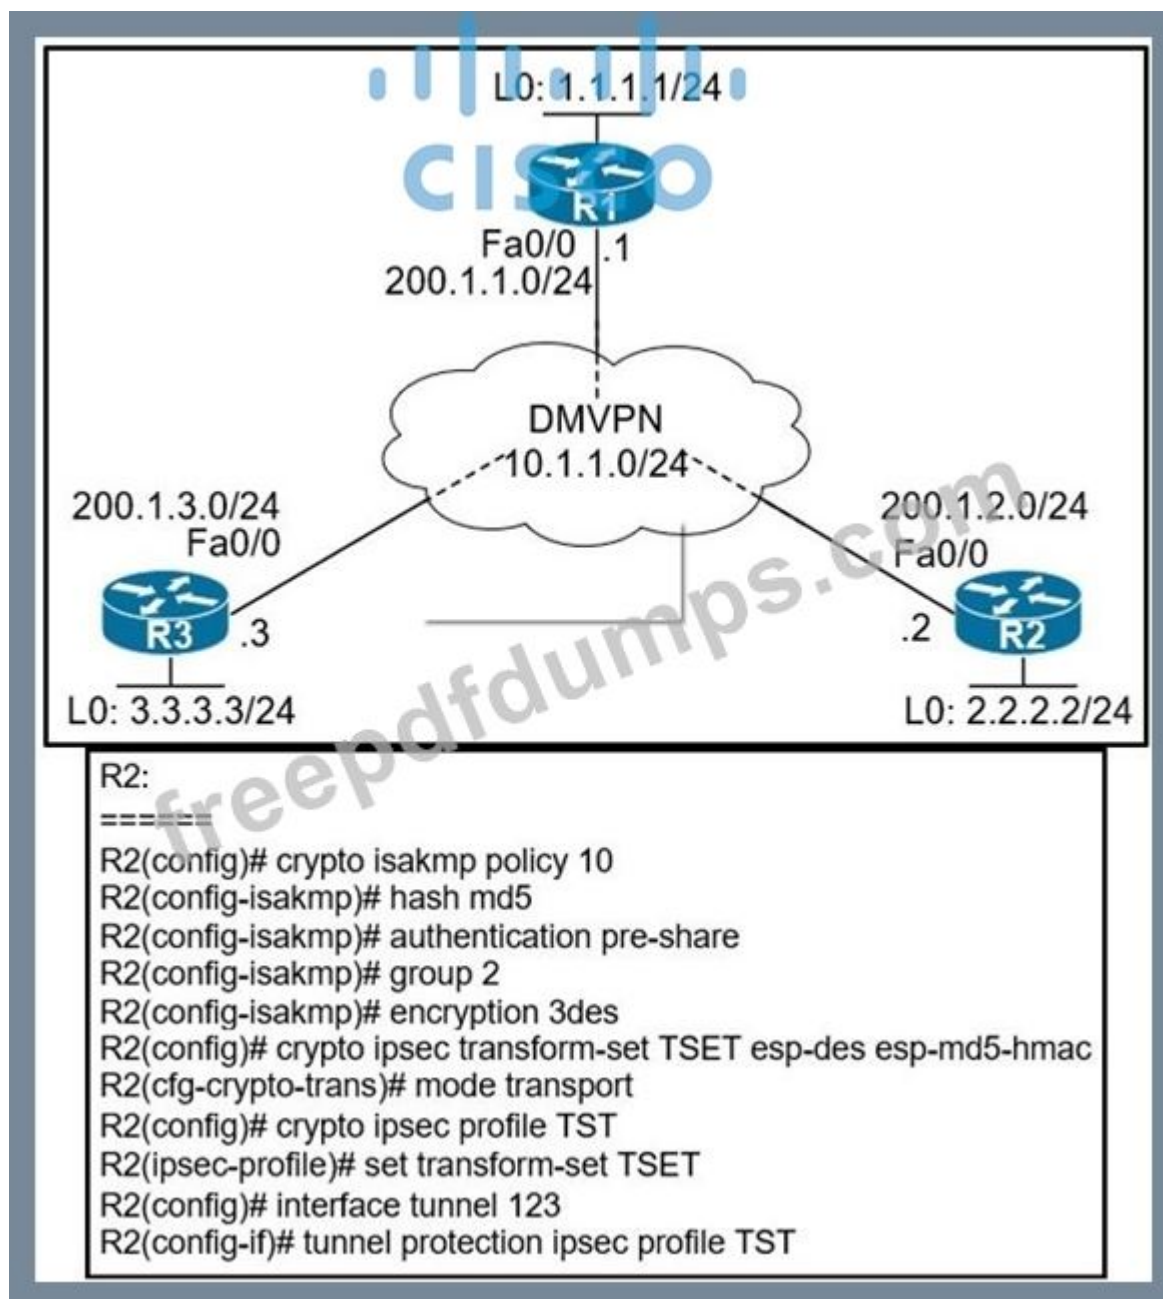 L0: 1.1.1.1/24
CISCO
R1
Fa0/0 .1
200.1.1.0/24
DMVPN
10.1.1.0/24
200.1.3.0/24
Fa0/0
200.1.2.0/24
Fa0/0
R3
.3
.2
R2
L0: 3.3.3.3/24
L0: 2.2.2.2/24
freepdfdumps.com
R2:
======
R2(config)# crypto isakmp policy 10
R2(config-isakmp)# hash md5
R2(config-isakmp)# authentication pre-share
R2(config-isakmp)# group 2
R2(config-isakmp)# encryption 3des
R2(config)# crypto ipsec transform-set TSET esp-des esp-md5-hmac
R2(cfg-crypto-trans)# mode transport
R2(config)# crypto ipsec profile TST
R2(ipsec-profile)# set transform-set TSET
R2(config)# interface tunnel 123
R2(config-if)# tunnel protection ipsec profile TST